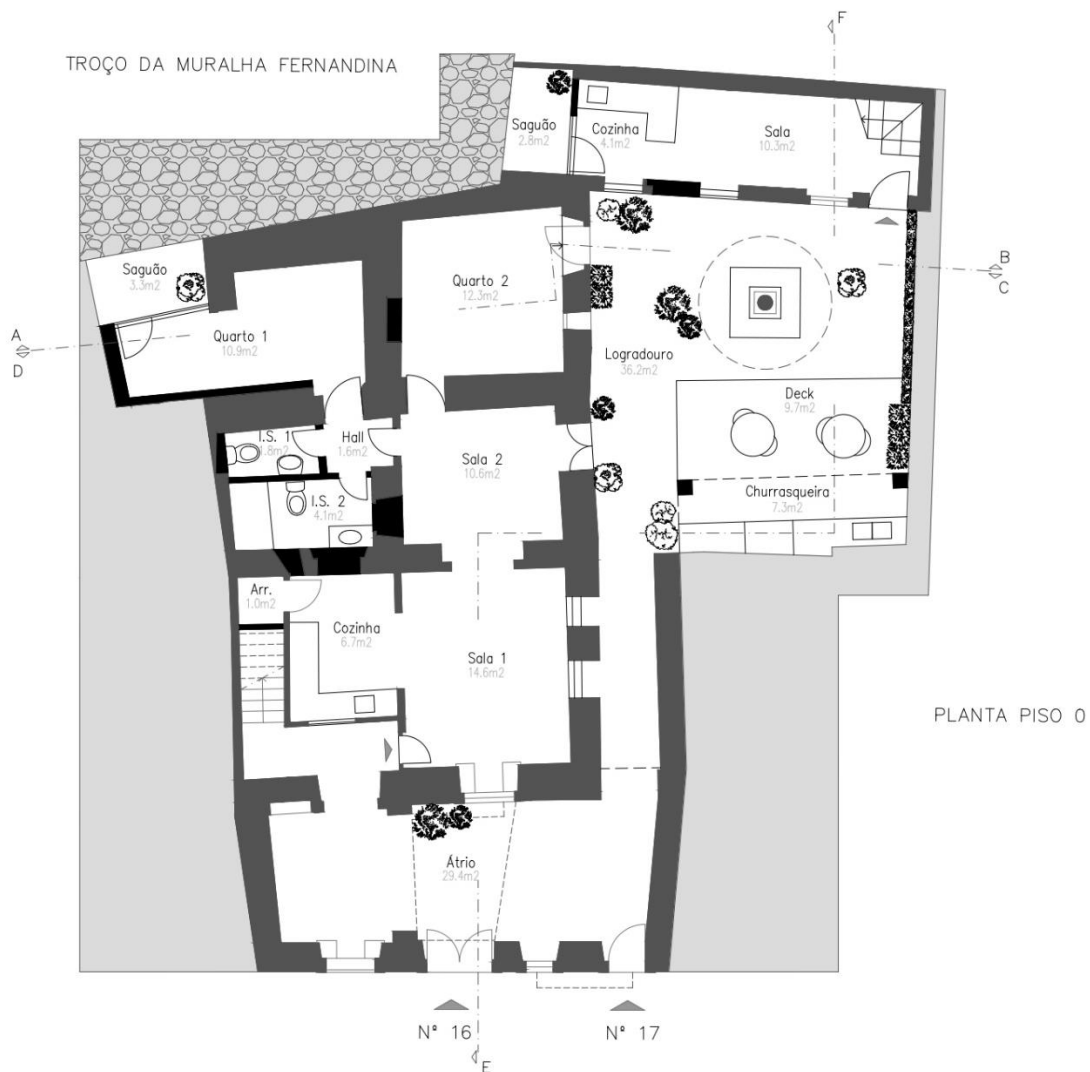 F
TROÇO DA MURALHA FERNANDINA
Saguão
2.8m2
Cozinha
4.1m2
Sala
10.3m2
Saguão
3.3m2
Quarto 2
12.3m2
B
C
A
D
Quarto 1
10.9m2
Logradouro
36.2m2
Deck
9.7m2
I.S. 1
1.8m2
Hall
1.6m2
Sala 2
10.6m2
Churrasqueira
7.3m2
I.S. 2
4.1m2
Arr.
1.0m2
Cozinha
6.7m2
Sala 1
14.6m2
PLANTA PISO 0
Átrio
29.4m2
Nº 16
Nº 17
E